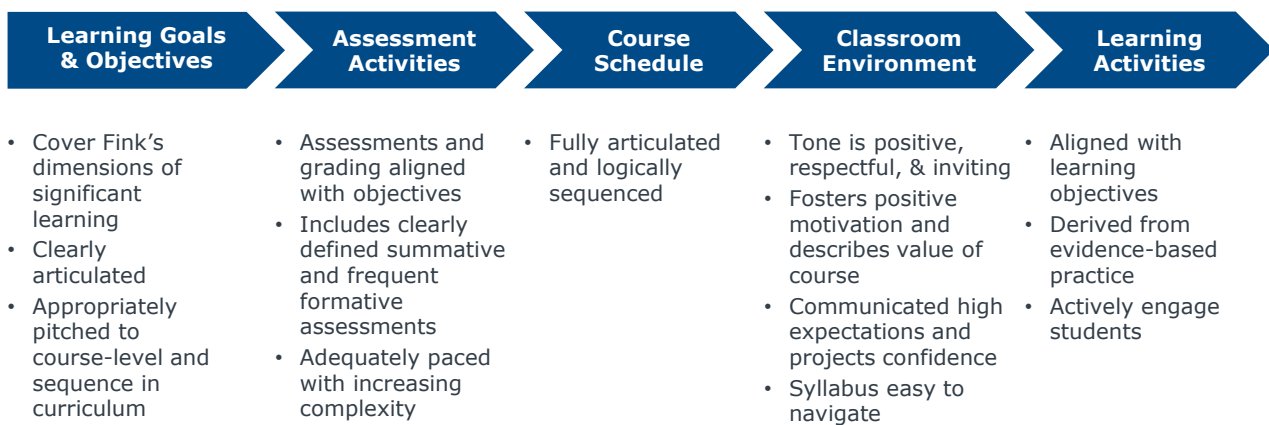 Learning Goals
& Objectives
Assessment
Activities
Course
Schedule
Classroom
Environment
Learning
Activities
• Cover Fink's
dimensions of
significant
learning
• Clearly
articulated
• Appropriately
pitched to
course-level and
sequence in
curriculum
• Assessments and
grading aligned
with objectives
• Includes clearly
defined summative
and frequent
formative
assessments
• Adequately paced
with increasing
complexity
• Fully articulated
and logically
sequenced
• Tone is positive,
respectful, & inviting
• Fosters positive
motivation and
describes value of
course
• Communicated high
expectations and
projects confidence
• Syllabus easy to
navigate
• Aligned with
learning
objectives
• Derived from
evidence-based
practice
• Actively engage
students